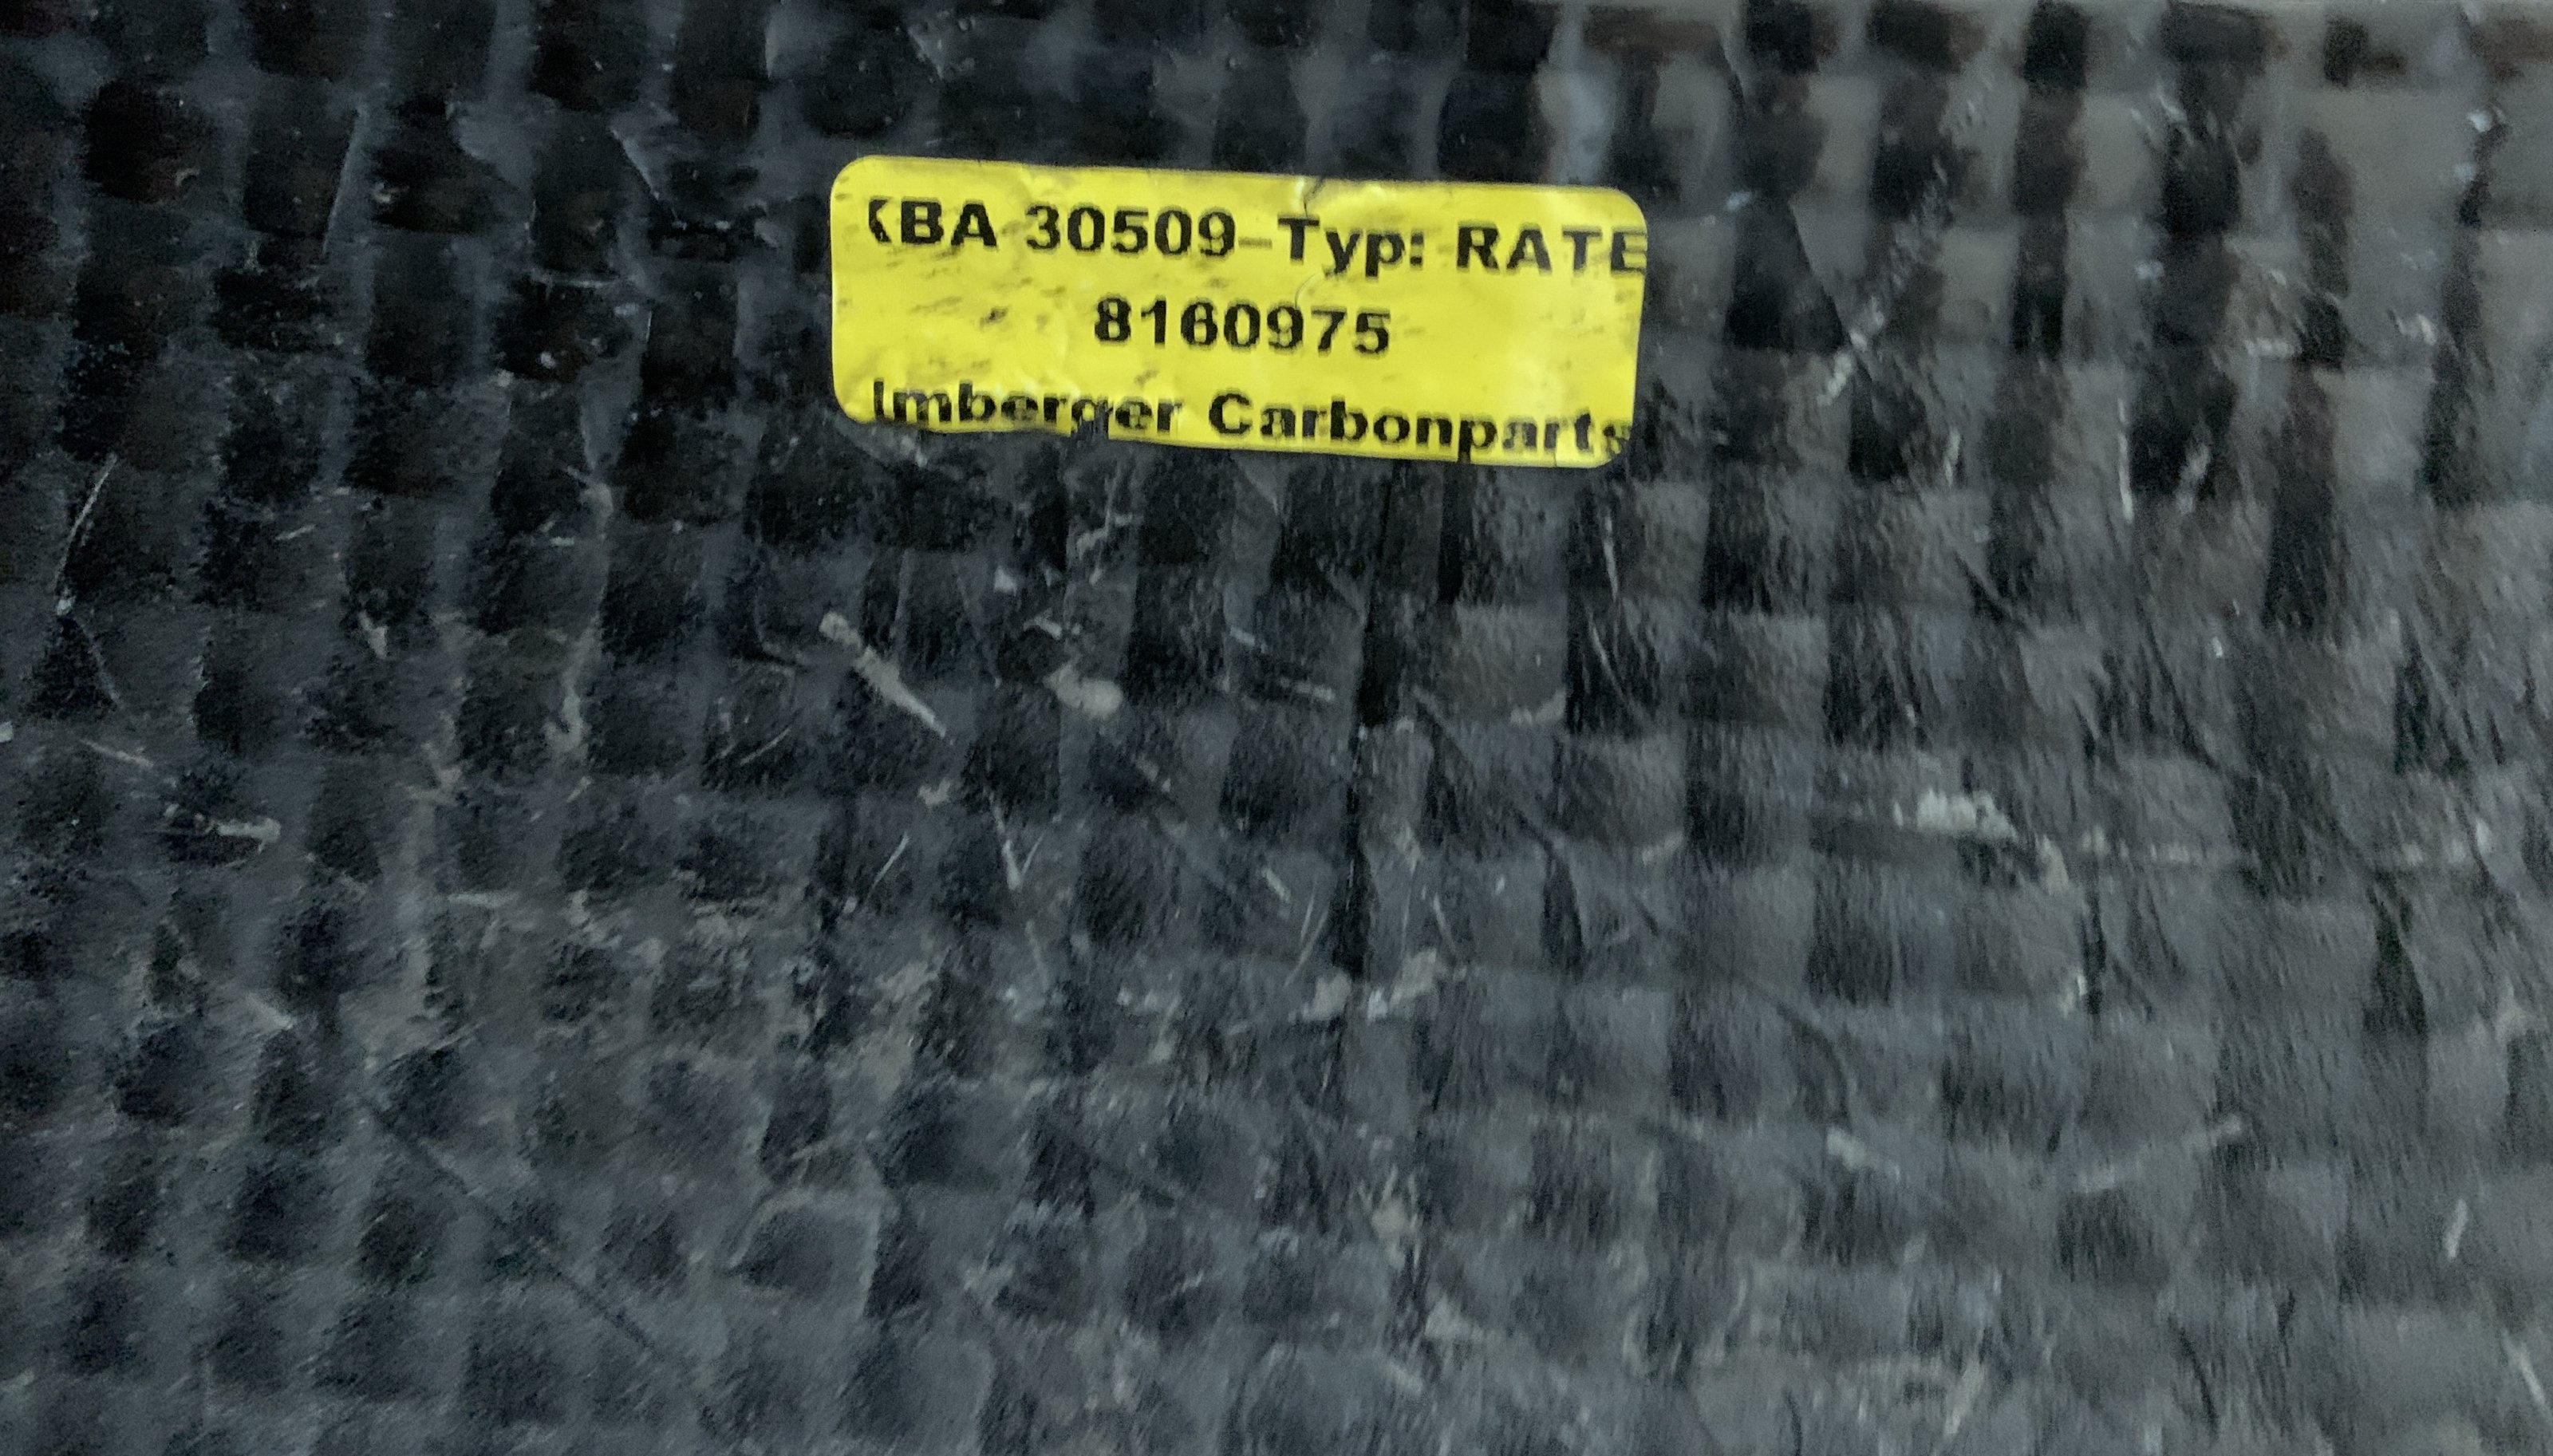 KBA 30509-Typ: RATE
8160975
Imberger Carbonparts